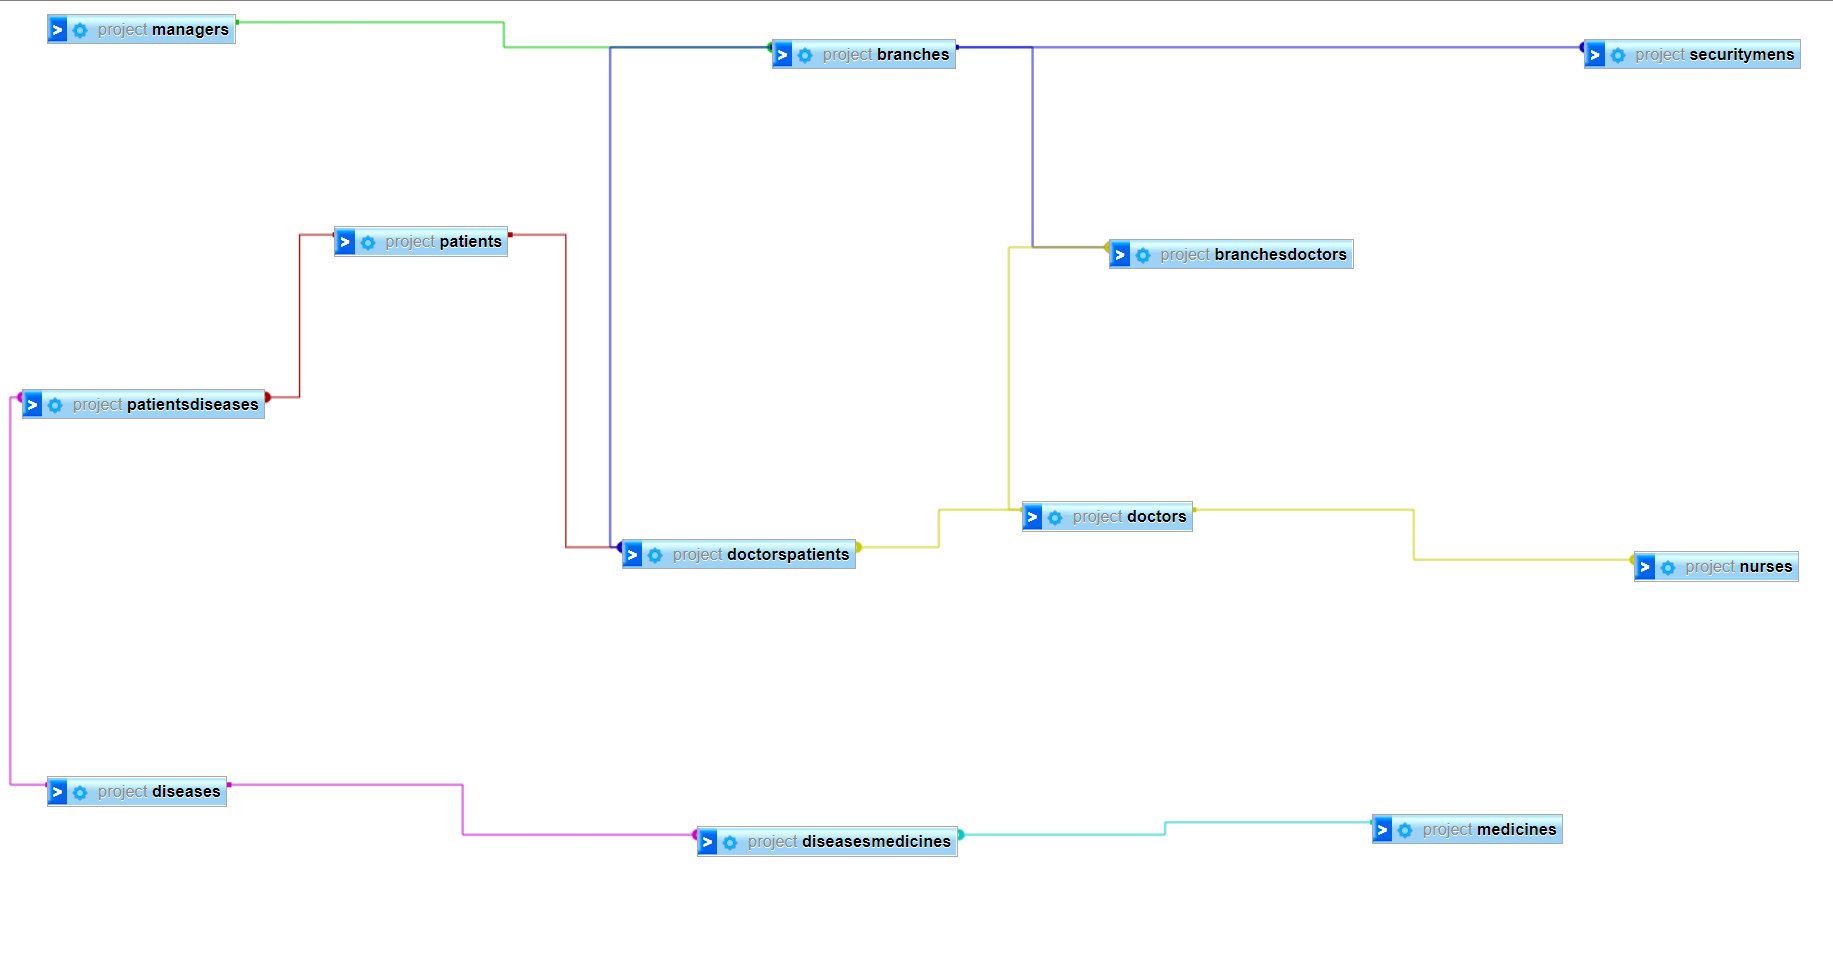 project managers
project branches
project securitymens
project patients
project branchesdoctors
project patientsdiseases
project doctors
project doctorspatients
project nurses
project diseases
project medicines
project diseasesmedicines